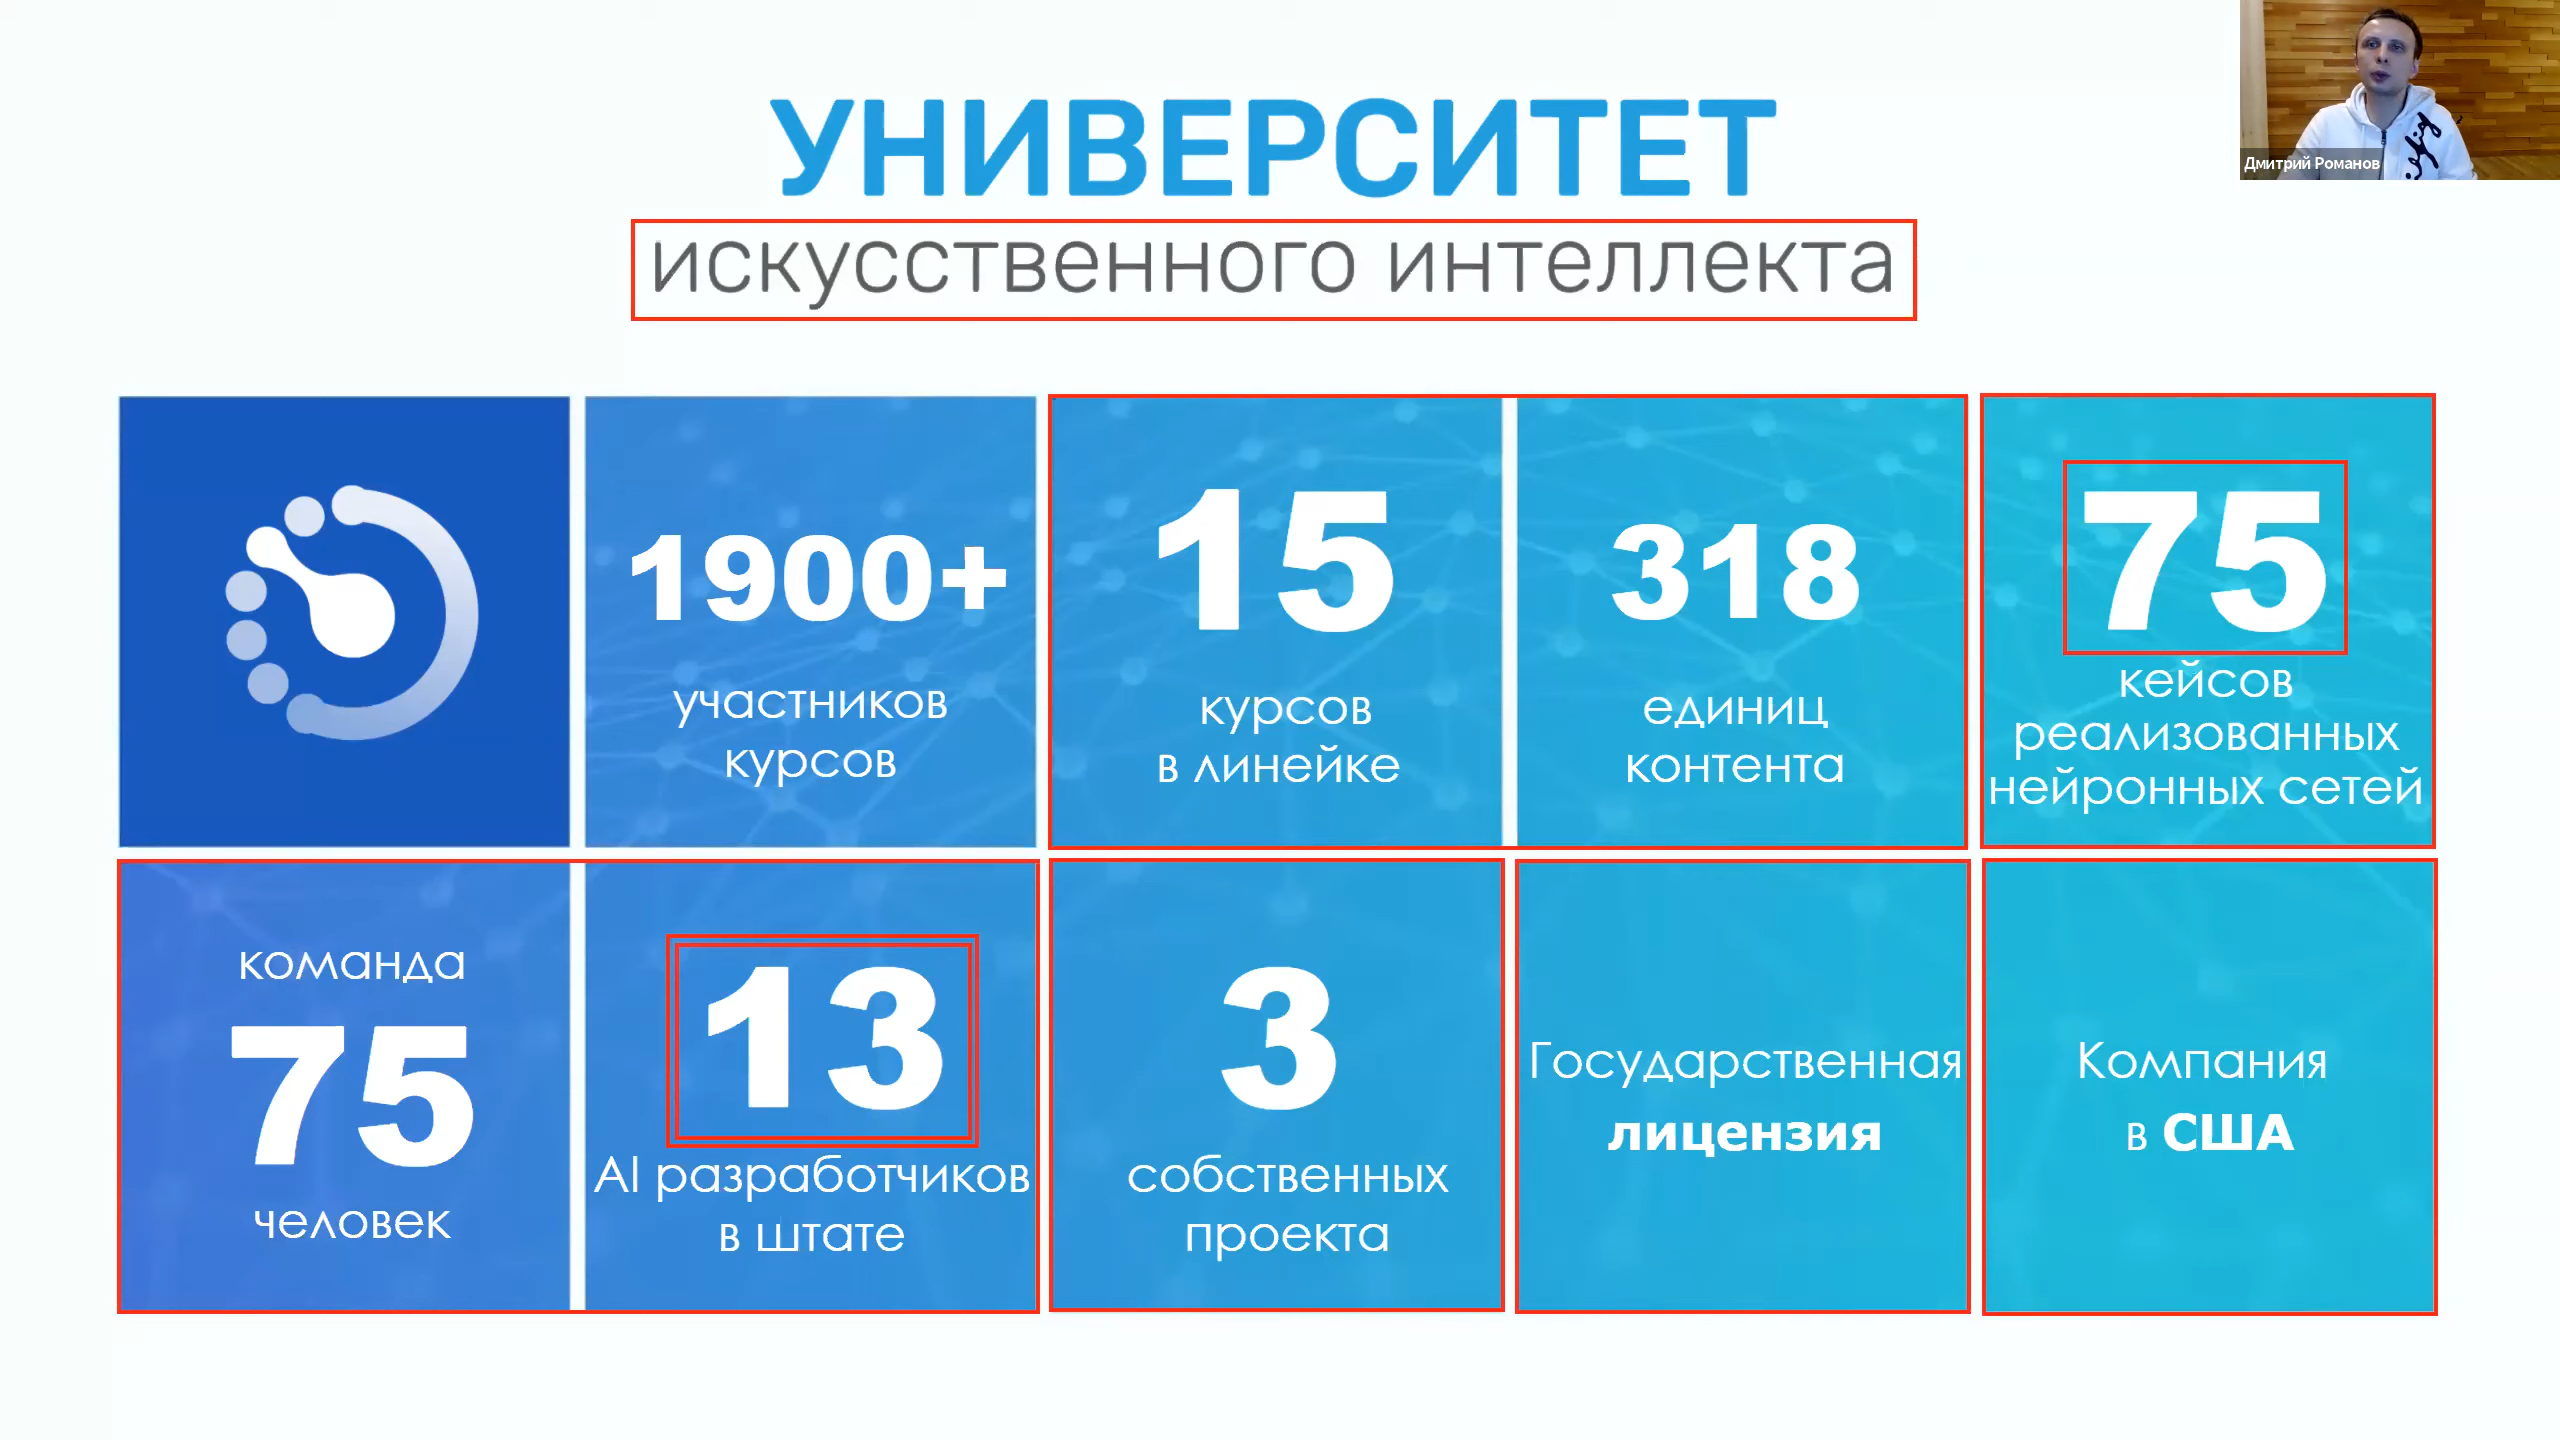 УНИВЕРСИТЕТ
искусственного интеллекта
Дмитрий Романов
1900+
участников
курсов
15
курсов
в линейке
318
единиц
контента
75
кейсов
реализованных
нейронных сетей
команда
75
человек
13
AI разработчиков
в штате
3
собственных
проекта
Государственная
лицензия
Компания
в США